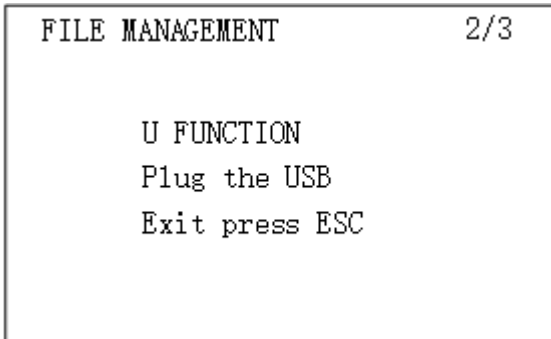 FILE MANAGEMENT 2/3
U FUNCTION
Plug the USB
Exit press ESC